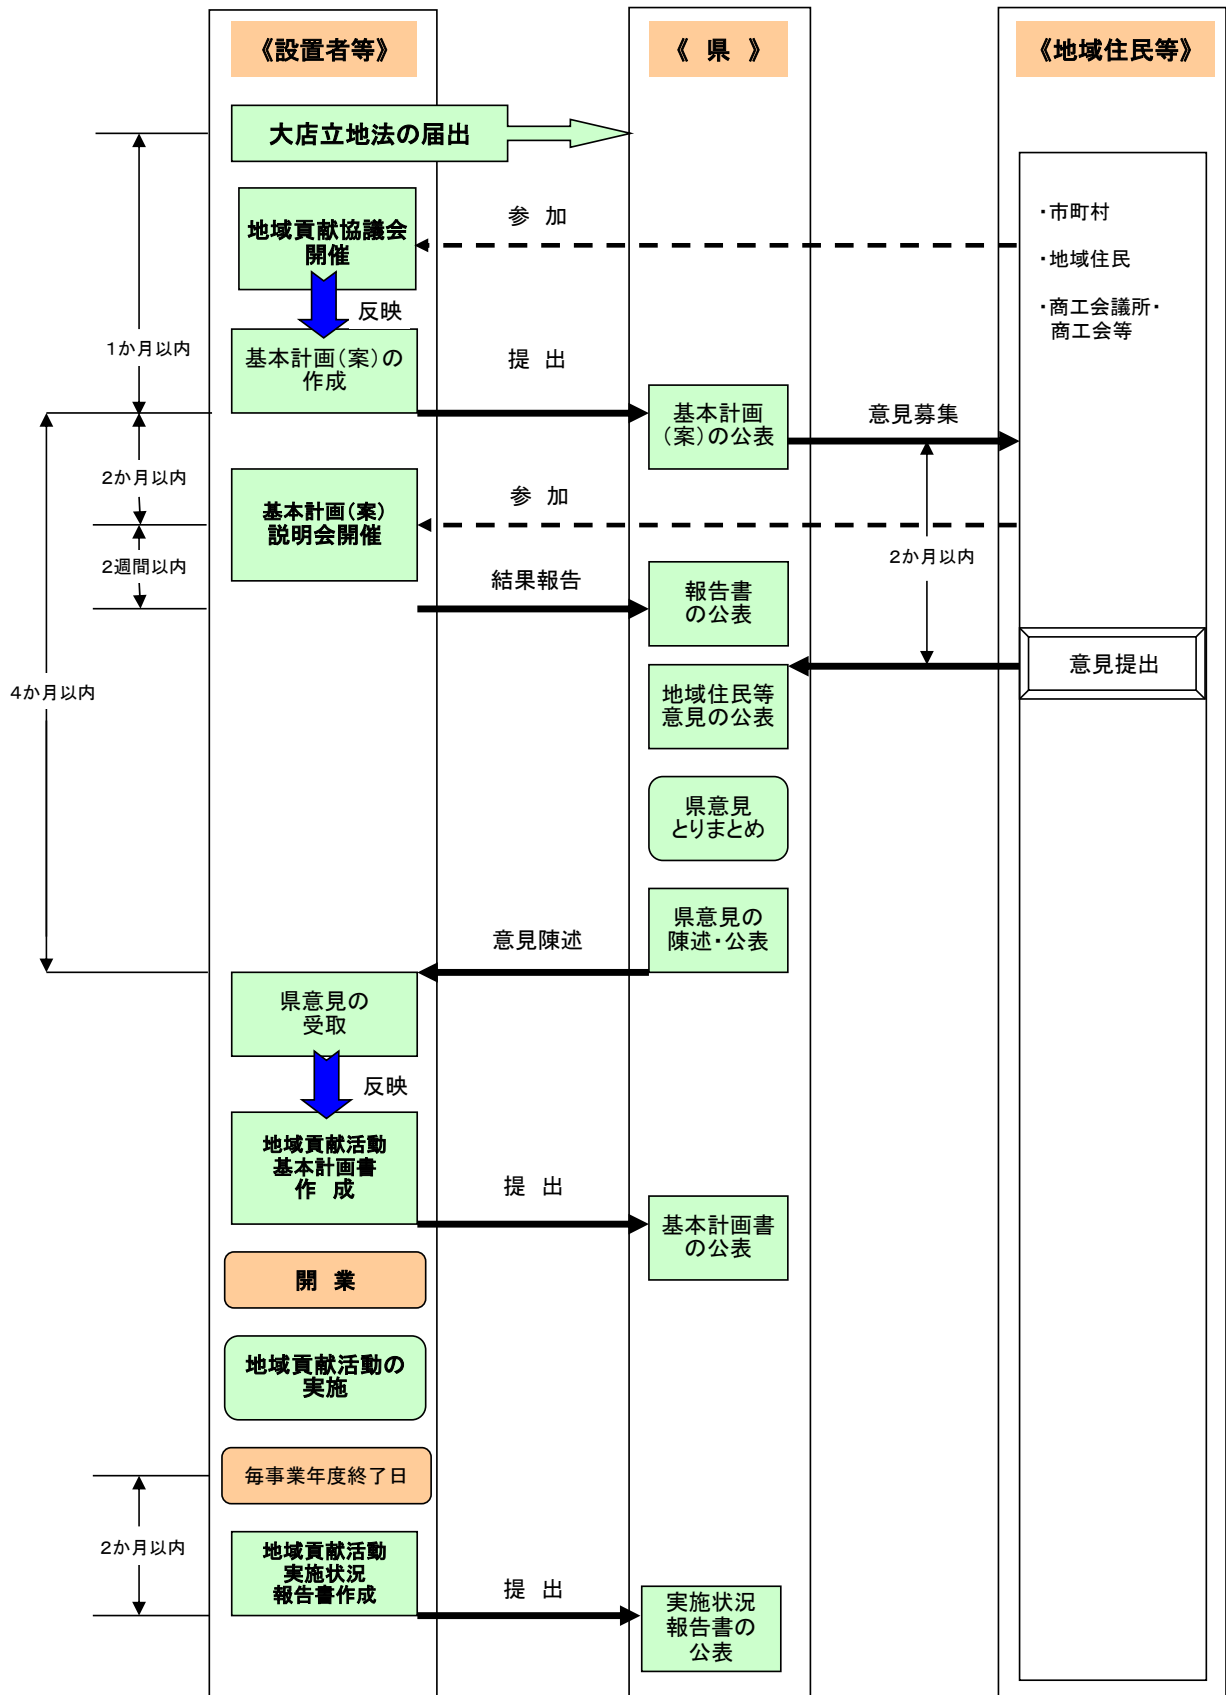 《設置者等》
《 県 》
《地域住民等》
大店立地法の届出
・市町村
・地域住民
・商工会議所・
商工会等
地域貢献協議会
開催
参 加
反映
1か月以内
基本計画(案)の
作成
提 出
基本計画
(案)の公表
意見募集
2か月以内
基本計画(案)
説明会開催
参 加
2週間以内
2か月以内
結果報告
報告書
の公表
意見提出
4か月以内
地域住民等
意見の公表
県意見
とりまとめ
県意見の
陳述・公表
意見陳述
県意見の
受取
反映
地域貢献活動
基本計画書
作 成
提 出
基本計画書
の公表
開 業
地域貢献活動の
実施
毎事業年度終了日
2か月以内
地域貢献活動
実施状況
報告書作成
提 出
実施状況
報告書の
公表